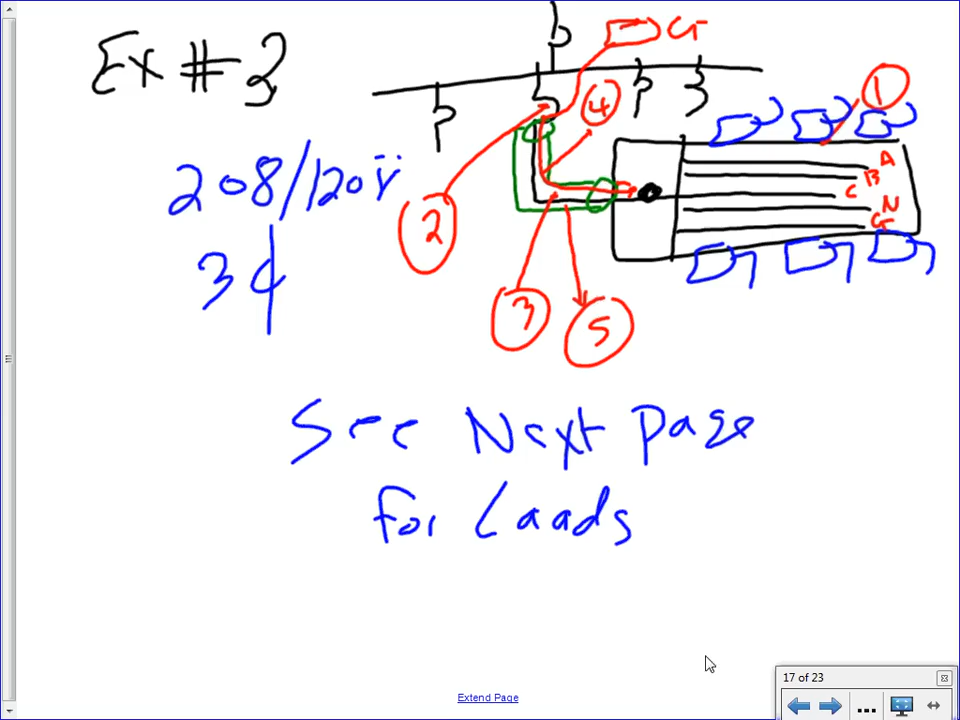 Ex # 3
G
4
1
208/120V
3φ
A
B
C
N
G
2
3
5
See Next page
for Loads
17 of 23
...
Extend Page